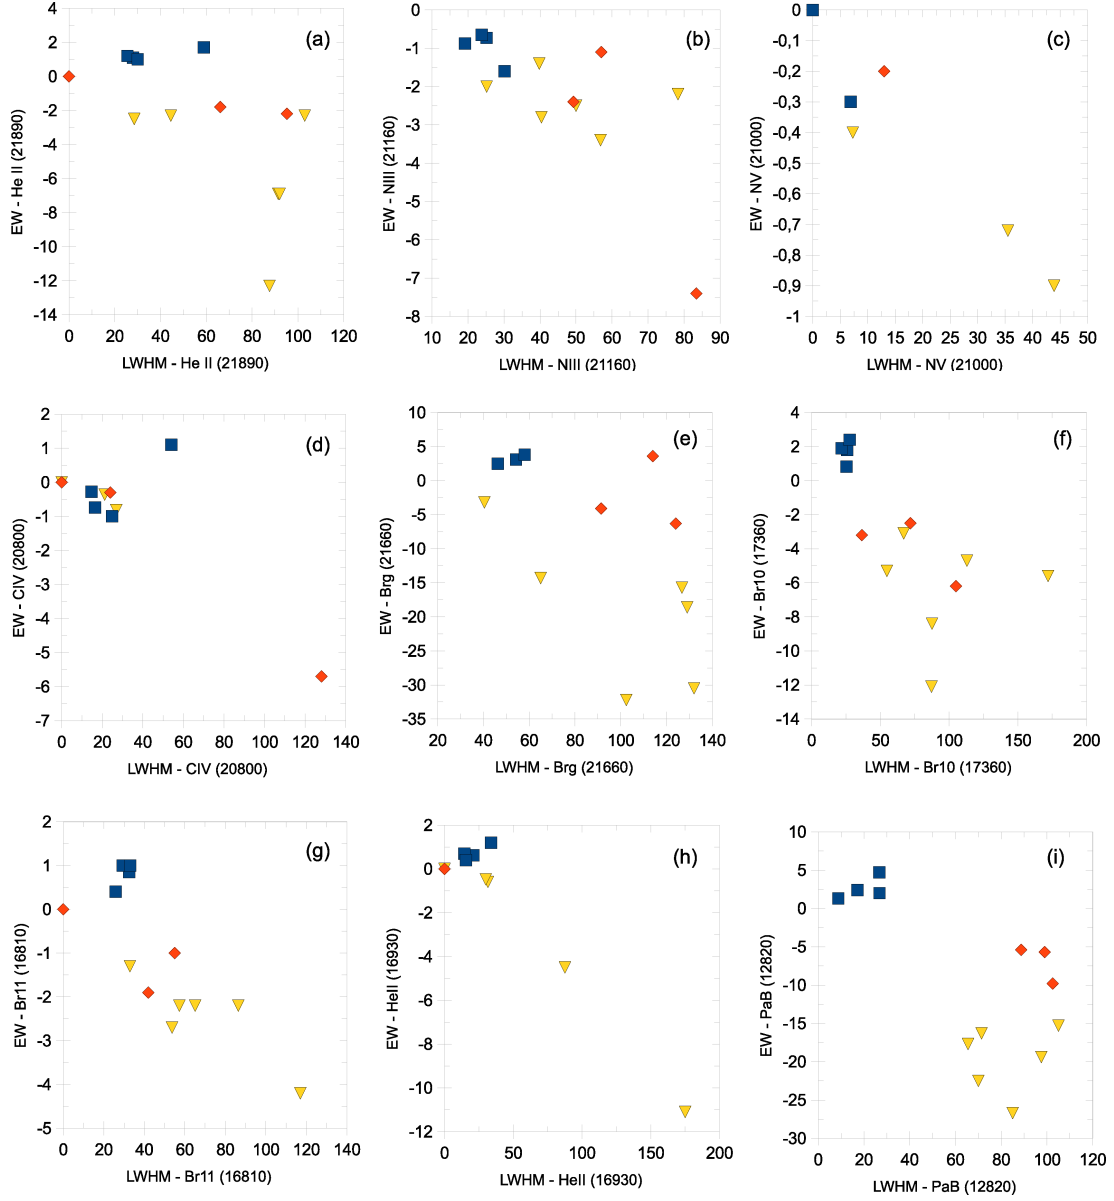 (a)
4
2
0
-2
-4
-6
-8
-10
-12
-14
EW - He II (21890)
0 20 40 60 80 100 120
LWHM - He II (21890)
(b)
0
-1
-2
-3
-4
-5
-6
-7
-8
EW - NIII (21160)
10 20 30 40 50 60 70 80 90
LWHM - NIII (21160)
(c)
0
-0,1
-0,2
-0,3
-0,4
-0,5
-0,6
-0,7
-0,8
-0,9
-1
EW - NV (21000)
0 5 10 15 20 25 30 35 40 45 50
LWHM - NV (21000)
(d)
2
1
0
-1
-2
-3
-4
-5
-6
-7
EW - CIV (20800)
0 20 40 60 80 100 120 140
LWHM - CIV (20800)
(e)
10
5
0
-5
-10
-15
-20
-25
-30
-35
EW - Brg (21660)
20 40 60 80 100 120 140
LWHM - Brg (21660)
(f)
4
2
0
-2
-4
-6
-8
-10
-12
-14
EW - Br10 (17360)
0 50 100 150 200
LWHM - Br10 (17360)
(g)
2
1
0
-1
-2
-3
-4
-5
EW - Br11 (16810)
0 20 40 60 80 100 120 140
LWHM - Br11 (16810)
(h)
2
0
-2
-4
-6
-8
-10
-12
EW - HeII (16930)
0 50 100 150 200
LWHM - HeII (16930)
(i)
10
5
0
-5
-10
-15
-20
-25
-30
EW - PaB (12820)
0 20 40 60 80 100 120
LWHM - PaB (12820)